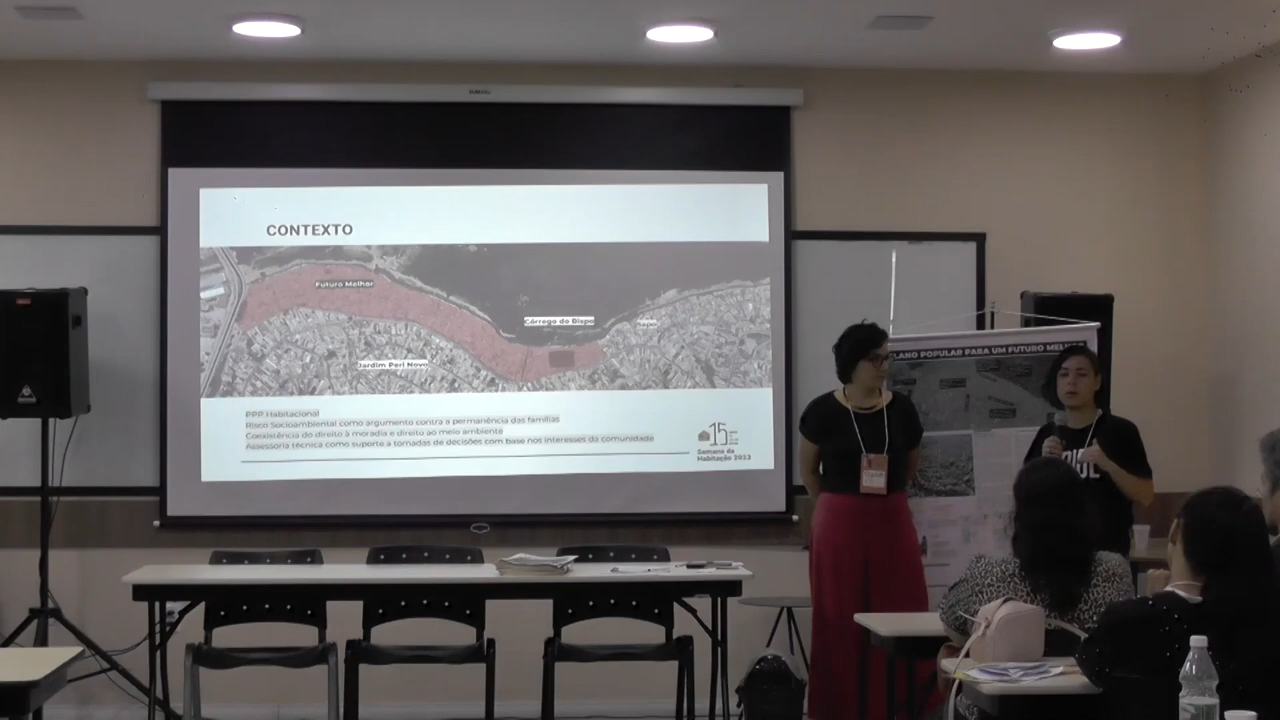 CONTEXTO
Futuro Melhor
Córrego do Bispo
Jardim Peri Novo
PPP Habitacional
Risco Socioambiental como argumento contra a permanência das famílias
Coexistência do direito à moradia e direito ao meio ambiente
Assessoria técnica como suporte a tomadas de decisões com base nos interesses da comunidade
15
Semana da
Habitação 2023
PLANO POPULAR PARA UM FUTURO MELHOR